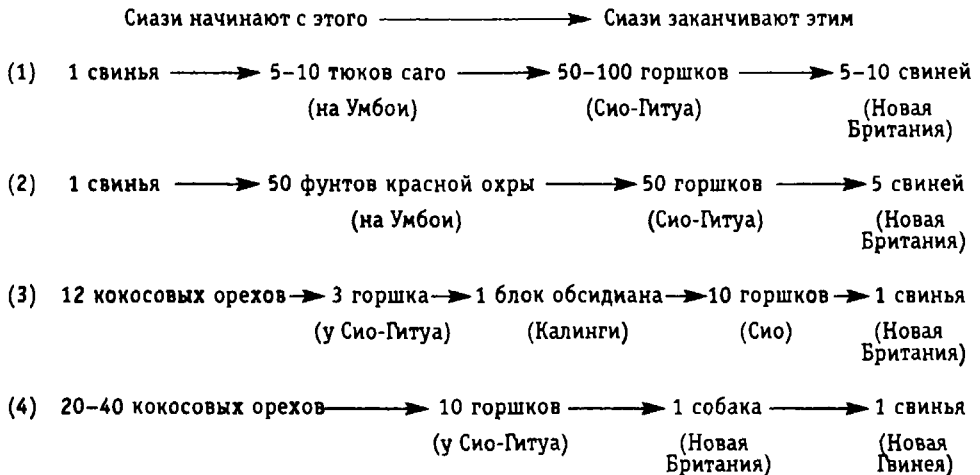 Сиази начинают с этого → Сиази заканчивают этим
(1) 1 свинья → 5–10 тюков саго → 50–100 горшков → 5–10 свиней
(на Умбои) (Сио-Гитуа) (Новая
Британия)
(2) 1 свинья → 50 фунтов красной охры → 50 горшков → 5 свиней
(на Умбои) (Сио-Гитуа) (Новая
Британия)
(3) 12 кокосовых орехов → 3 горшка → 1 блок обсидиана → 10 горшков → 1 свинья
(у Сио-Гитуа) (Калинги) (Сио) (Новая
Британия)
(4) 20–40 кокосовых орехов → 10 горшков → 1 собака → 1 свинья
(у Сио-Гитуа) (Новая (Новая
Британия) Гвинея)